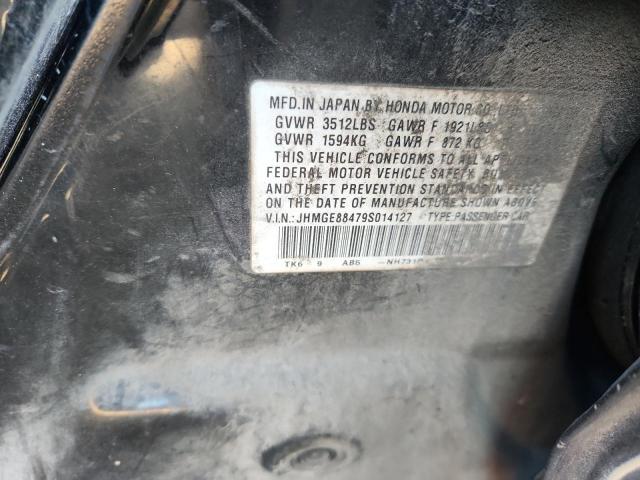 MFD.IN JAPAN BY HONDA MOTOR CO.,
GVWR 3512LBS GAWR F 1921LBS
GVWR 1594KG GAWR F 872 KG
THIS VEHICLE CONFORMS TO ALL
FEDERAL MOTOR VEHICLE SAFETY,
AND THEFT PREVENTION STANDARDS IN EFFECT
ON THE DATE OF MANUFACTURE SHOWN ABOVE
V.I.N.: JHMGE88479S014127 TYPE PASSENGER CAR
TK6 9 AB5